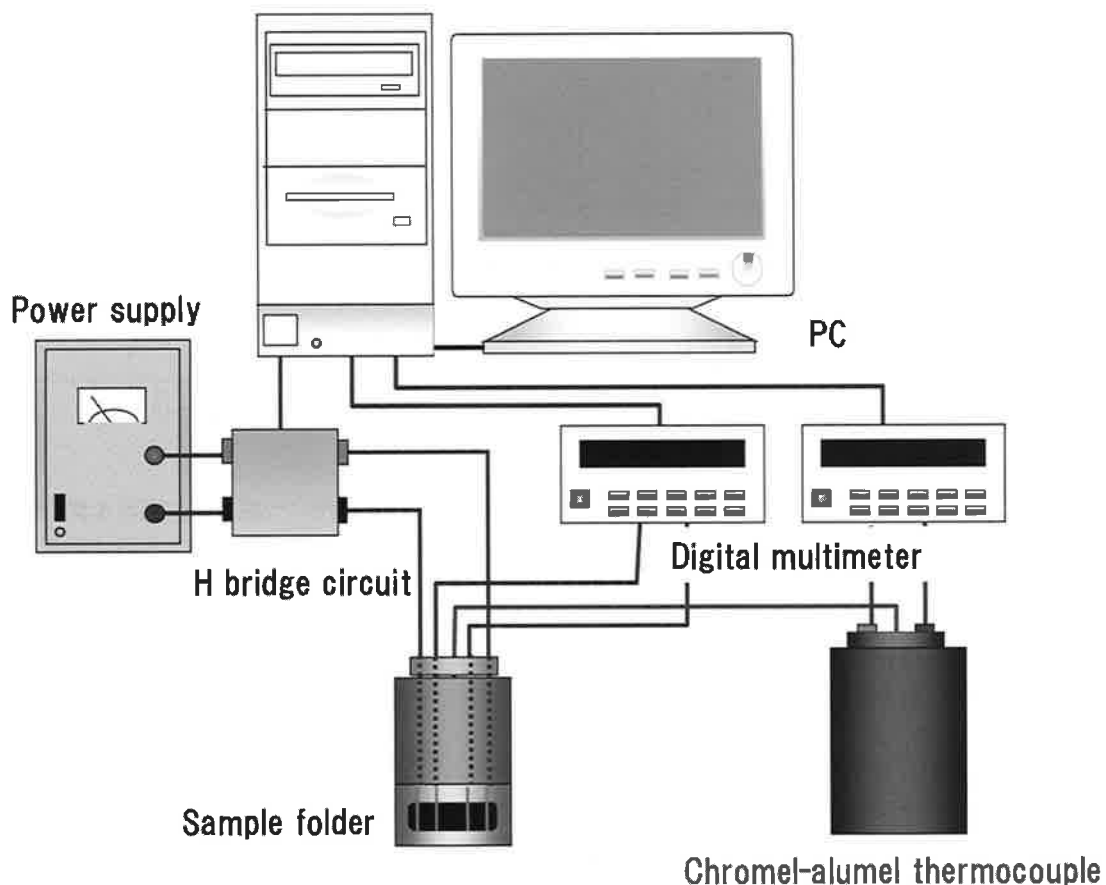 Power supply
PC
H bridge circuit
Digital multimeter
Sample folder
Chromel-alumel thermocouple